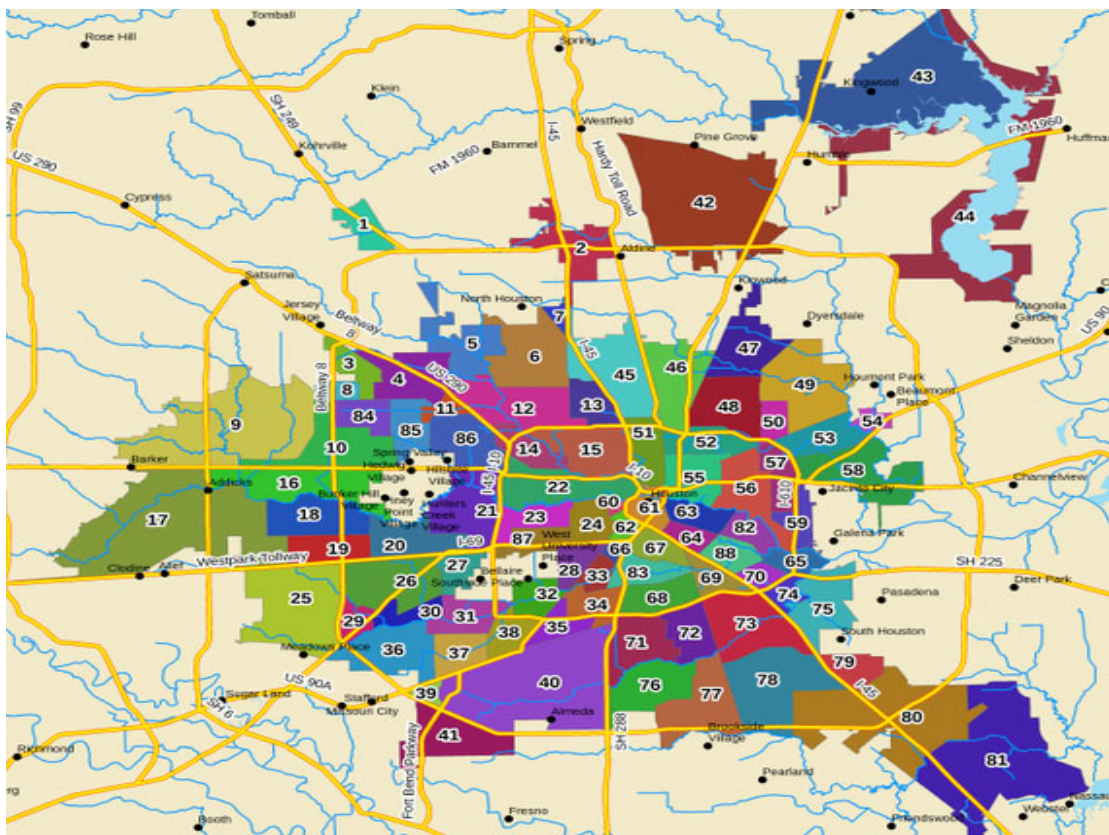 Tomball
Rose Hill
Spring
Kingwood
43
Klein
SH 99
SH 249
I-45
Westfield
FM 1960
Huffman
Pine Grove
Kohrville
Bammel
FM 1960
Humble
US 290
Hardy Toll Road
Cypress
42
44
1
2
Aldine
Satsuma
Kinwood
North Houston
Magnolia
Garden
Jersey
Village
Beltway
8
7
Dyersdale
US 90
5
6
I-45
47
Sheldon
3
US 290
4
45
46
49
Houmont Park
Beaumont
Place
Beltway 8
8
84
11
12
13
48
50
54
9
85
86
51
52
53
10
Spring Valley
14
15
57
58
Barker
Hedwig
Village
Hilshire
Village
I-45 I-10
I-10
55
Channelview
Addicks
16
22
56
I-610
Jacinto City
Bunker Hill
Village
Piney
Point
Village
Hunters
Creek
Village
60
Houston
61
17
18
21
23
24
62
63
82
59
I-69
87
West
University
Place
64
Galena Park
19
20
66
67
88
Westpark Tollway
65
SH 225
Clodine
Alief
27
Bellaire
28
33
83
69
70
Southside Place
26
32
68
74
75
Deer Park
Pasadena
25
30
31
34
35
29
38
71
72
73
South Houston
Meadows Place
36
37
79
US 90A
40
76
77
78
I-45
Sugar Land
Stafford
Missouri City
39
SH 6
Almeda
80
41
SH 288
Brookside
Village
Richmond
Fort Bend Parkway
81
Pearland
Nassau
Webster
Fresno
Booth
Friendswood